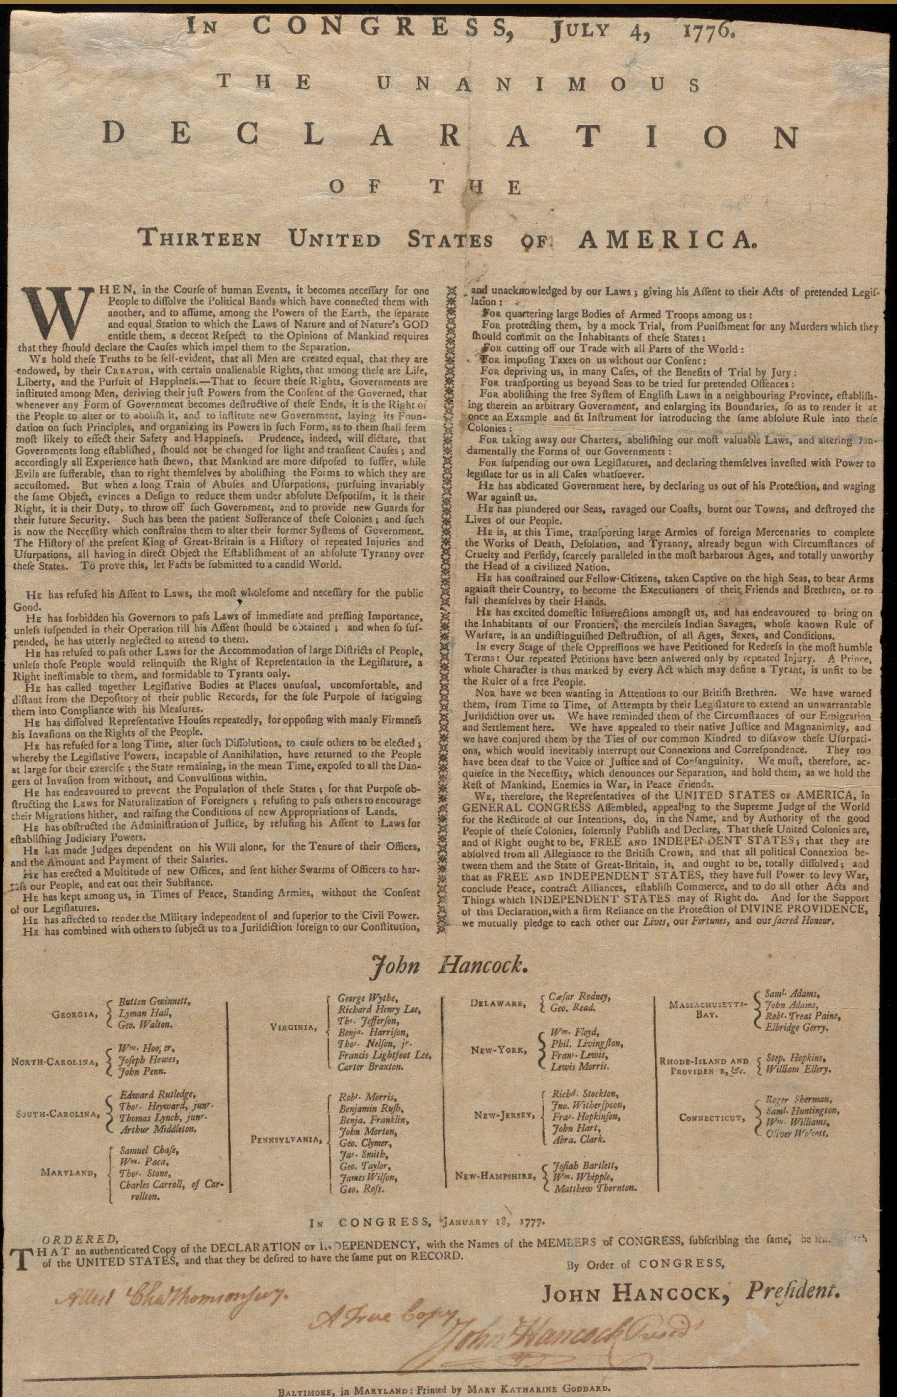 In CONGRESS, July 4, 1776.
THE UNANIMOUS
DECLARATION
OF THE
Thirteen United States of AMERICA.
WHEN, in the Courſe of human Events, it becomes neceſſary for one
People to diſſolve the Political Bands which have connected them with
another, and to aſſume, among the Powers of the Earth, the ſeparate
and equal Station to which the Laws of Nature and of Nature's GOD
entitle them, a decent Reſpect to the Opinions of Mankind requires
that they ſhould declare the Cauſes which impel them to the Separation.
We hold theſe Truths to be ſelf-evident, that all Men are created equal, that they are
endowed, by their Creator, with certain unalienable Rights, that among theſe are Life,
Liberty, and the Purſuit of Happineſs.—That to ſecure theſe Rights, Governments are
inſtituted among Men, deriving their juſt Powers from the Conſent of the Governed, that
whenever any Form of Government becomes deſtructive of theſe Ends, it is the Right of
the People to alter or to aboliſh it, and to inſtitute new Government, laying its Foun-
dation on ſuch Principles, and organizing its Powers in ſuch Form, as to them ſhall ſeem
moſt likely to effect their Safety and Happineſs. Prudence, indeed, will dictate, that
Governments long eſtabliſhed, ſhould not be changed for light and tranſient Cauſes; and
accordingly all Experience hath ſhewn, that Mankind are more diſpoſed to ſuffer, while
Evils are ſufferable, than to right themſelves by aboliſhing the Forms to which they are
accuſtomed. But when a long Train of Abuſes and Uſurpations, purſuing invariably
the ſame Object, evinces a Deſign to reduce them under abſolute Deſpotiſm, it is their
Right, it is their Duty, to throw off ſuch Government, and to provide new Guards for
their future Security. Such has been the patient Sufferance of theſe Colonies; and ſuch
is now the Neceſſity which conſtrains them to alter their former Syſtems of Government.
The Hiſtory of the preſent King of Great-Britain is a Hiſtory of repeated Injuries and
Uſurpations, all having in direct Object the Eſtabliſhment of an abſolute Tyranny over
theſe States. To prove this, let Facts be ſubmitted to a candid World.
He has refuſed his Aſſent to Laws, the moſt wholeſome and neceſſary for the public
Good.
He has forbidden his Governors to paſs Laws of immediate and preſſing Importance,
unleſs ſuſpended in their Operation till his Aſſent ſhould be obtained; and when ſo ſuſ-
pended, he has utterly neglected to attend to them.
He has refuſed to paſs other Laws for the Accommodation of large Diſtricts of People,
unleſs thoſe People would relinquiſh the Right of Repreſentation in the Legiſlature, a
Right ineſtimable to them, and formidable to Tyrants only.
He has called together Legiſlative Bodies at Places unuſual, uncomfortable, and
diſtant from the Depoſitory of their public Records, for the ſole Purpoſe of fatiguing
them into Compliance with his Meaſures.
He has diſſolved Repreſentative Houſes repeatedly, for oppoſing with manly Firmneſs
his Invaſions on the Rights of the People.
He has refuſed for a long Time, after ſuch Diſſolutions, to cauſe others to be elected;
whereby the Legiſlative Powers, incapable of Annihilation, have returned to the People
at large for their exerciſe; the State remaining, in the mean Time, expoſed to all the Dan-
gers of Invaſion from without, and Convulſions within.
He has endeavoured to prevent the Population of theſe States; for that Purpoſe ob-
ſtructing the Laws for Naturalization of Foreigners; refuſing to paſs others to encourage
their Migrations hither, and raiſing the Conditions of new Appropriations of Lands.
He has obſtructed the Adminiſtration of Juſtice, by refuſing his Aſſent to Laws for
eſtabliſhing Judiciary Powers.
He has made Judges dependent on his Will alone, for the Tenure of their Offices,
and the Amount and Payment of their Salaries.
He has erected a Multitude of new Offices, and ſent hither Swarms of Officers to har-
raſs our People, and eat out their Subſtance.
He has kept among us, in Times of Peace, Standing Armies, without the Conſent
of our Legiſlatures.
He has affected to render the Military independent of and ſuperior to the Civil Power.
He has combined with others to ſubject us to a Juriſdiction foreign to our Conſtitution,
and unacknowledged by our Laws; giving his Aſſent to their Acts of pretended Legiſ-
lation:
For quartering large Bodies of Armed Troops among us:
For protecting them, by a mock Trial, from Puniſhment for any Murders which they
ſhould commit on the Inhabitants of theſe States:
For cutting off our Trade with all Parts of the World:
For impoſing Taxes on us without our Conſent:
For depriving us, in many Caſes, of the Benefits of Trial by Jury:
For tranſporting us beyond Seas to be tried for pretended Offences:
For aboliſhing the free Syſtem of Engliſh Laws in a neighbouring Province, eſtabliſh-
ing therein an arbitrary Government, and enlarging its Boundaries, ſo as to render it at
once an Example and fit Inſtrument for introducing the ſame abſolute Rule into theſe
Colonies:
For taking away our Charters, aboliſhing our moſt valuable Laws, and altering fun-
damentally the Forms of our Governments:
For ſuſpending our own Legiſlatures, and declaring themſelves inveſted with Power to
legiſlate for us in all Caſes whatſoever.
He has abdicated Government here, by declaring us out of his Protection, and waging
War againſt us.
He has plundered our Seas, ravaged our Coaſts, burnt our Towns, and deſtroyed the
Lives of our People.
He is, at this Time, tranſporting large Armies of foreign Mercenaries to complete
the Works of Death, Deſolation, and Tyranny, already begun with Circumſtances of
Cruelty and Perfidy, ſcarcely paralleled in the moſt barbarous Ages, and totally unworthy
the Head of a civilized Nation.
He has conſtrained our Fellow-Citizens, taken Captive on the high Seas, to bear Arms
againſt their Country, to become the Executioners of their Friends and Brethren, or to
fall themſelves by their Hands.
He has excited domeſtic Inſurrections amongſt us, and has endeavoured to bring on
the Inhabitants of our Frontiers, the mercileſs Indian Savages, whoſe known Rule of
Warfare, is an undiſtinguiſhed Deſtruction, of all Ages, Sexes, and Conditions.
In every Stage of theſe Oppreſſions we have Petitioned for Redreſs in the moſt humble
Terms: Our repeated Petitions have been anſwered only by repeated Injury. A Prince,
whoſe Character is thus marked by every Act which may define a Tyrant, is unfit to be
the Ruler of a free People.
Nor have we been wanting in Attentions to our Britiſh Brethren. We have warned
them, from Time to Time, of Attempts by their Legiſlature to extend an unwarrantable
Juriſdiction over us. We have reminded them of the Circumſtances of our Emigration
and Settlement here. We have appealed to their native Juſtice and Magnanimity, and
we have conjured them by the Ties of our common Kindred to diſavow theſe Uſurpati-
ons, which would inevitably interrupt our Connexions and Correſpondence. They too
have been deaf to the Voice of Juſtice and of Conſanguinity. We muſt, therefore, ac-
quieſce in the Neceſſity, which denounces our Separation, and hold them, as we hold the
Reſt of Mankind, Enemies in War, in Peace Friends.
We, therefore, the Repreſentatives of the UNITED STATES of AMERICA, in
GENERAL CONGRESS Aſſembled, appealing to the Supreme Judge of the World
for the Rectitude of our Intentions, do, in the Name, and by Authority of the good
People of theſe Colonies, ſolemnly Publiſh and Declare, That theſe United Colonies are,
and of Right ought to be, FREE and INDEPENDENT STATES; that they are
abſolved from all Allegiance to the Britiſh Crown, and that all political Connexion be-
tween them and the State of Great-Britain, is, and ought to be, totally diſſolved; and
that as FREE and INDEPENDENT STATES, they have full Power to levy War,
conclude Peace, contract Alliances, eſtabliſh Commerce, and to do all other Acts and
Things which INDEPENDENT STATES may of Right do. And for the Support
of this Declaration, with a firm Reliance on the Protection of DIVINE PROVIDENCE,
we mutually pledge to each other our Lives, our Fortunes, and our ſacred Honour.
John Hancock.
Georgia,
Button Gwinnett,
Lyman Hall,
Geo. Walton.
North-Carolina,
Wm. Hooper,
Joſeph Hewes,
John Penn.
South-Carolina,
Edward Rutledge,
Thos. Heyward, junr.
Thomas Lynch, junr.
Arthur Middleton.
Maryland,
Samuel Chaſe,
Wm. Paca,
Thos. Stone,
Charles Carroll, of Car-
rollton.
Virginia,
George Wythe,
Richard Henry Lee,
Ths. Jefferſon,
Benja. Harriſon,
Thos. Nelſon, jr.
Francis Lightfoot Lee,
Carter Braxton.
Pennsylvania,
Robt. Morris,
Benjamin Ruſh,
Benja. Franklin,
John Morton,
Geo. Clymer,
Jas. Smith,
Geo. Taylor,
James Wilſon,
Geo. Roſs.
Delaware,
Cæſar Rodney,
Geo. Read.
New-York,
Wm. Floyd,
Phil. Livingſton,
Frans. Lewis,
Lewis Morris.
New-Jersey,
Richd. Stockton,
Jno. Witherſpoon,
Fras. Hopkinſon,
John Hart,
Abra. Clark.
New-Hampshire,
Joſiah Bartlett,
Wm. Whipple,
Matthew Thornton.
Massachusetts-
Bay.
Saml. Adams,
John Adams,
Robt. Treat Paine,
Elbridge Gerry.
Rhode-Island and
Providence, &c.
Step. Hopkins,
William Ellery.
Connecticut,
Roger Sherman,
Saml. Huntington,
Wm. Williams,
Oliver Wolcott.
In CONGRESS, January 18, 1777.
ORDERED,
THAT an authenticated Copy of the DECLARATION of INDEPENDENCY, with the Names of the MEMBERS of CONGRESS, ſubſcribing the ſame, be
of the UNITED STATES, and that they be deſired to have the ſame put on RECORD.
By Order of CONGRESS,
JOHN HANCOCK, Preſident.
Attest Cha Thomson secy.
A True Copy
John Hancock Presid
Baltimore, in Maryland: Printed by Mary Katharine Goddard.